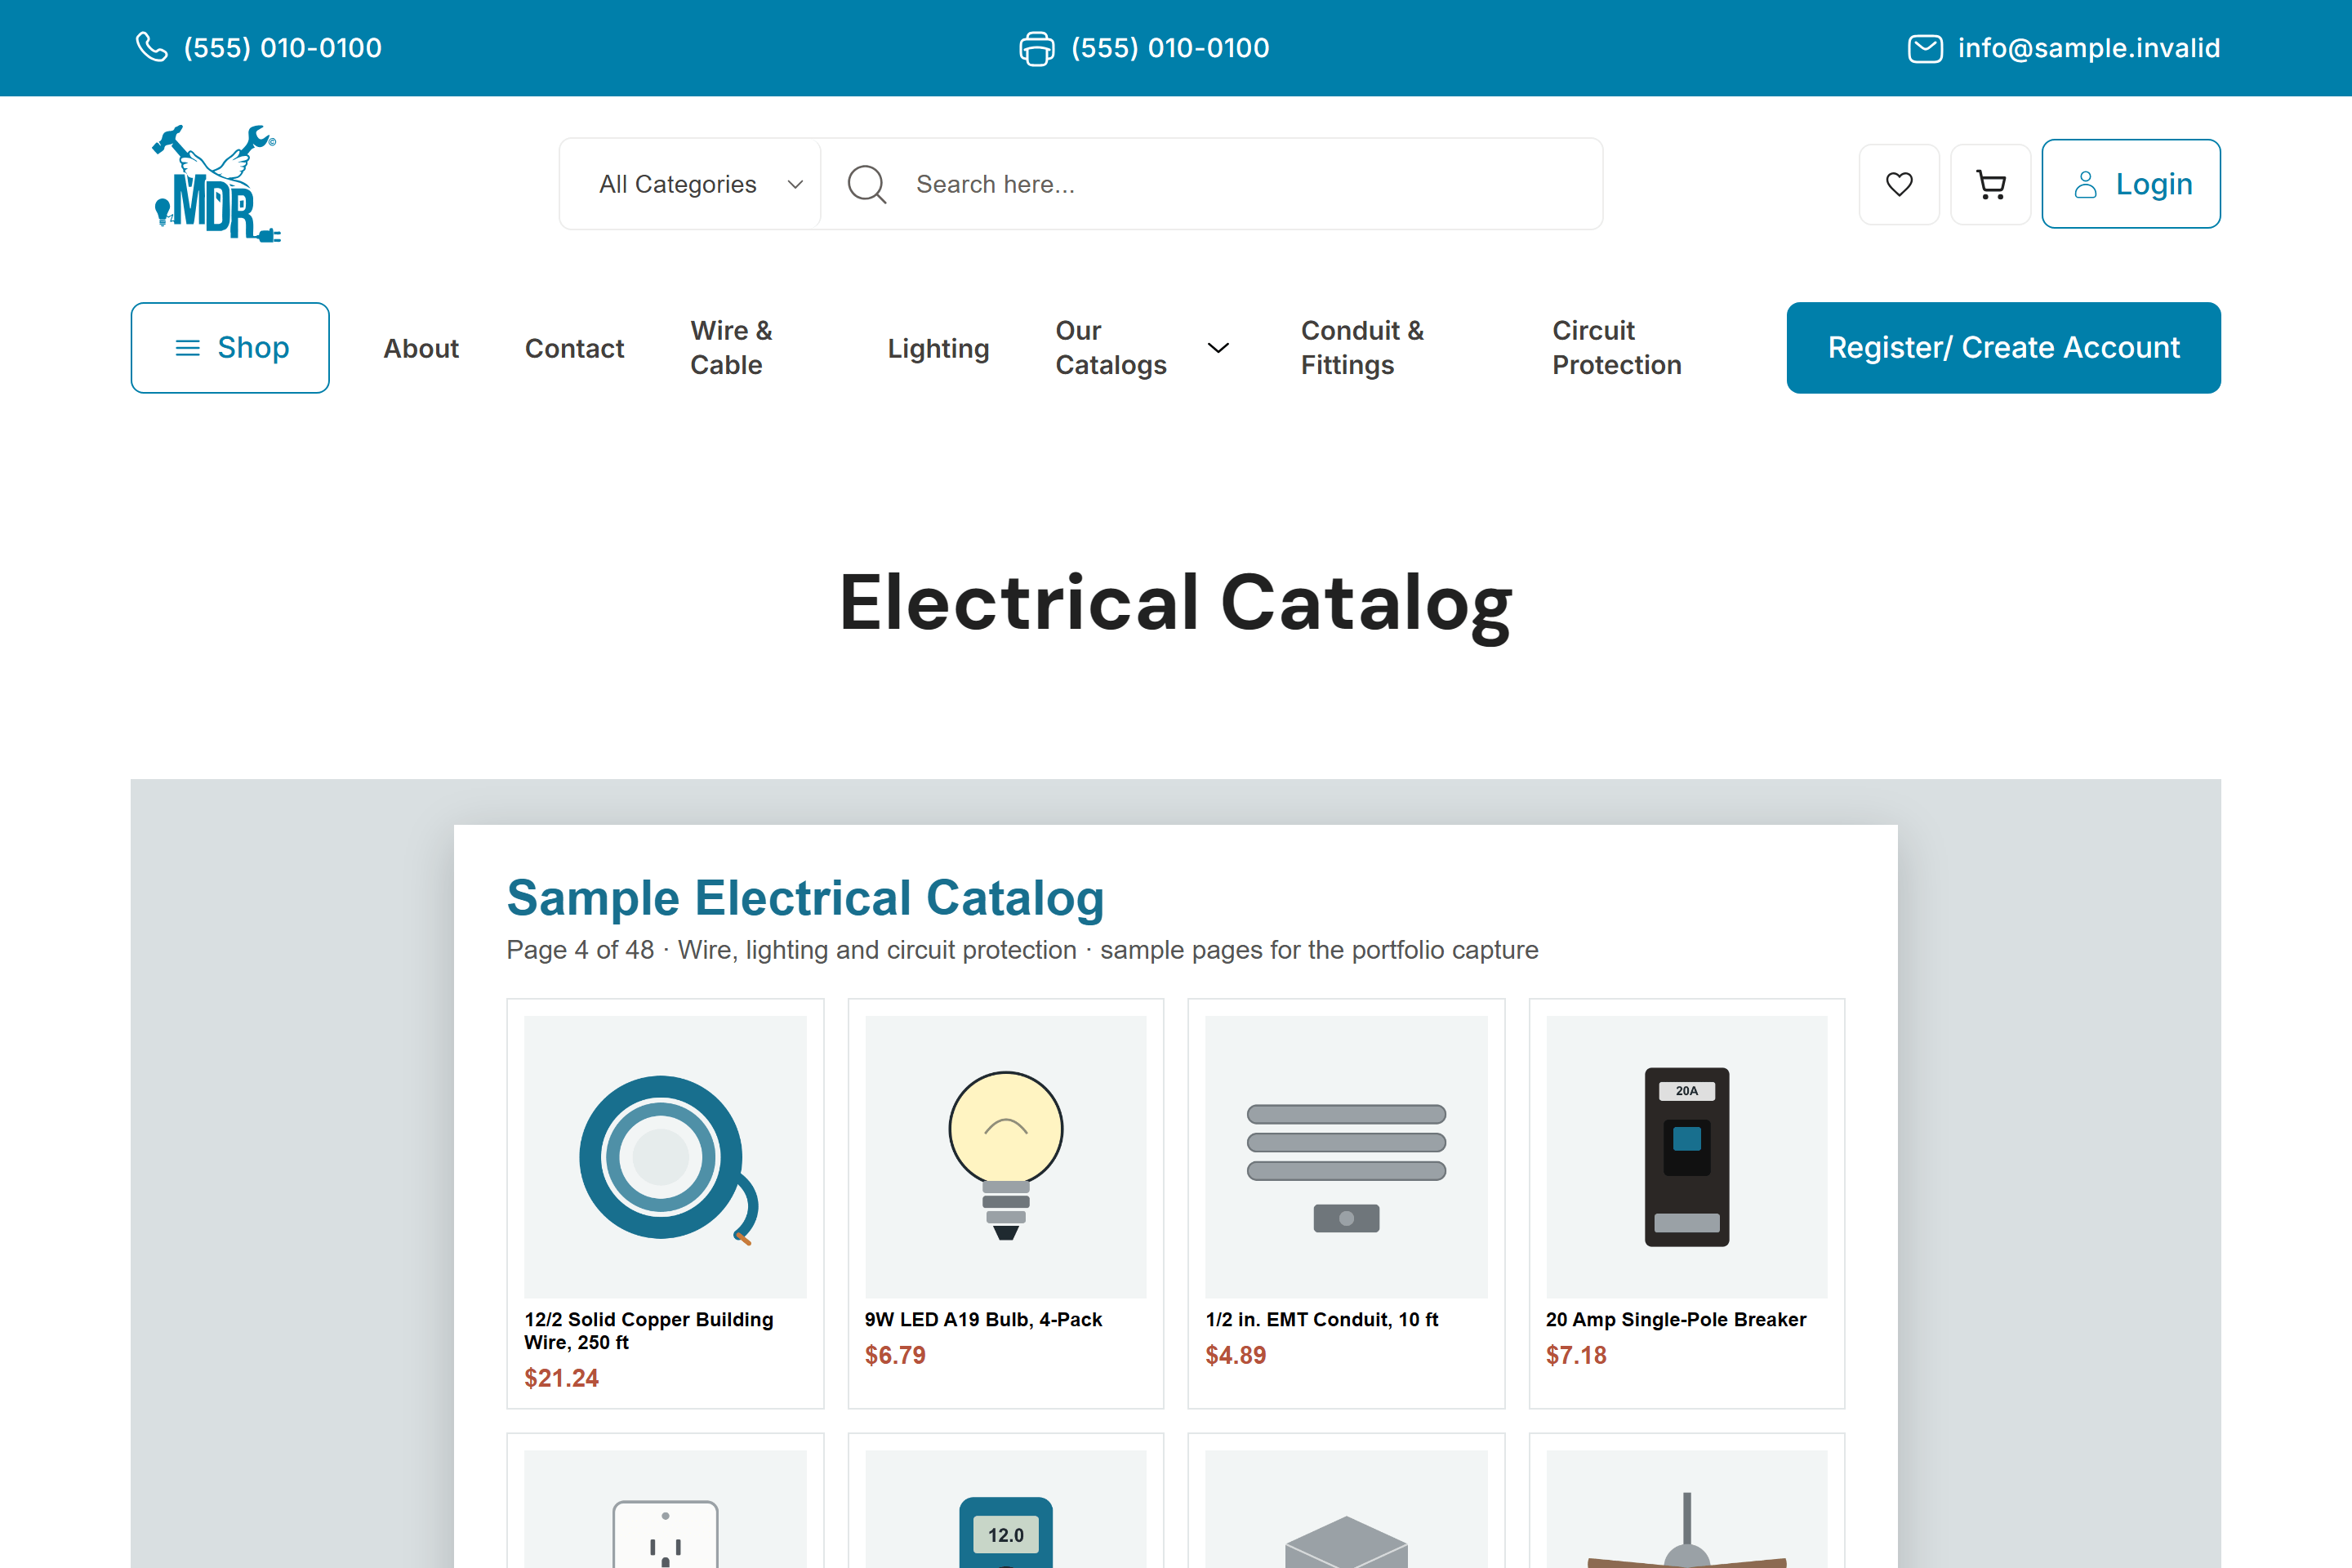 (555) 010-0100
(555) 010-0100
info@sample.invalid
MDR
©
All Categories
Search here...
Login
Shop
About
Contact
Wire &
Cable
Lighting
Our
Catalogs
Conduit &
Fittings
Circuit
Protection
Register/ Create Account
Electrical Catalog
Sample Electrical Catalog
Page 4 of 48 · Wire, lighting and circuit protection · sample pages for the portfolio capture
20A
12/2 Solid Copper Building
Wire, 250 ft
$21.24
9W LED A19 Bulb, 4-Pack
$6.79
1/2 in. EMT Conduit, 10 ft
$4.89
20 Amp Single-Pole Breaker
$7.18
12.0